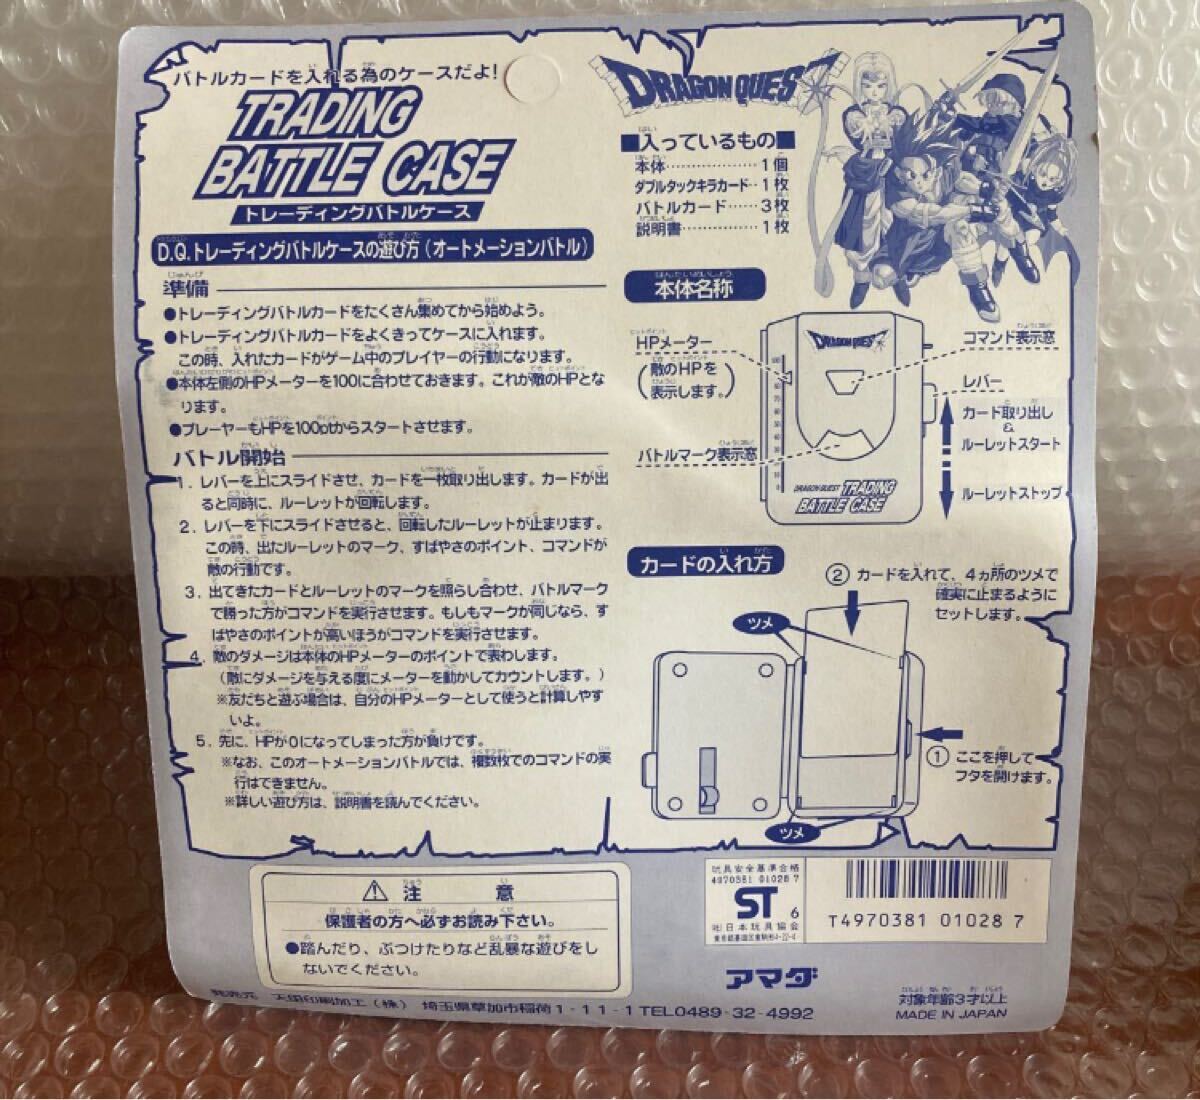 バトルカードを入れる為のケースだよ!
TRADING
BATTLE CASE
トレーディングバトルケース
D.Q.トレーディングバトルケースの遊び方(オートメーションバトル)
準備
●トレーディングバトルカードをたくさん集めてから始めよう。
●トレーディングバトルカードをよくきってケースに入れます。
この時、入れたカードがゲーム中のプレイヤーの行動になります。
●本体左側のHPメーターを100に合わせておきます。これが敵のHPとな
ります。
●プレーヤーもHPを100ptからスタートさせます。
バトル開始
1. レバーを上にスライドさせ、カードを一枚取り出します。カードが出
ると同時に、ルーレットが回転します。
2. レバーを下にスライドさせると、回転したルーレットが止まります。
この時、出たルーレットのマーク、すばやさのポイント、コマンドが
敵の行動です。
3. 出てきたカードとルーレットのマークを照らし合わせ、バトルマーク
で勝った方がコマンドを実行させます。もしもマークが同じなら、す
ばやさのポイントが高いほうがコマンドを実行させます。
4. 敵のダメージは本体のHPメーターのポイントで表わします。
(敵にダメージを与える度にメーターを動かしてカウントします。)
※友だちと遊ぶ場合は、自分のHPメーターとして使うと計算しやす
いよ。
5. 先に、HPが0になってしまった方が負けです。
※なお、このオートメーションバトルでは、複数枚でのコマンドの実
行はできません。
※詳しい遊び方は、説明書を読んでください。
DRAGON QUEST
■入っているもの■
本体………………1個
ダブルタックキラカード‥1枚
バトルカード……3枚
説明書……………1枚
本体名称
HPメーター
(敵のHPを
表示します。)
バトルマーク表示窓
DRAGON QUEST
100
90
80
70
60
50
40
30
20
10
0
DRAGON QUEST TRADING
BATTLE CASE
コマンド表示窓
レバー
カード取り出し
&
ルーレットスタート
ルーレットストップ
カードの入れ方
② カードを入れて、4ヵ所のツメで
確実に止まるように
セットします。
ツメ
① ここを押して
フタを開けます。
ツメ
⚠ 注意
保護者の方へ必ずお読み下さい。
●踏んだり、ぶつけたりなど乱暴な遊びをし
ないでください。
玩具安全基準合格
4970381 01028 7
ST 6
(社)日本玩具協会
東京都墨田区東駒形4-22-4
T4970381 01028 7
アマダ
発売元 天田印刷加工(株) 埼玉県草加市稲荷1-11-1 TEL0489-32-4992
対象年齢3才以上
MADE IN JAPAN